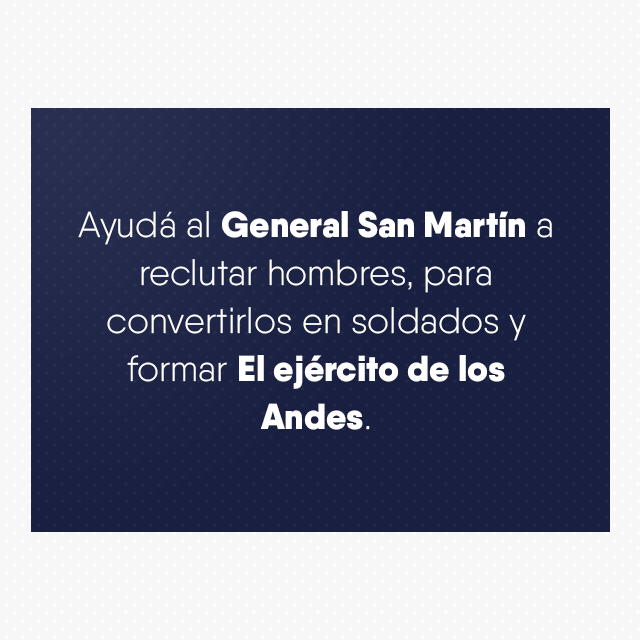 Ayudá al General San Martín a
reclutar hombres, para
convertirlos en soldados y
formar El ejército de los
Andes.